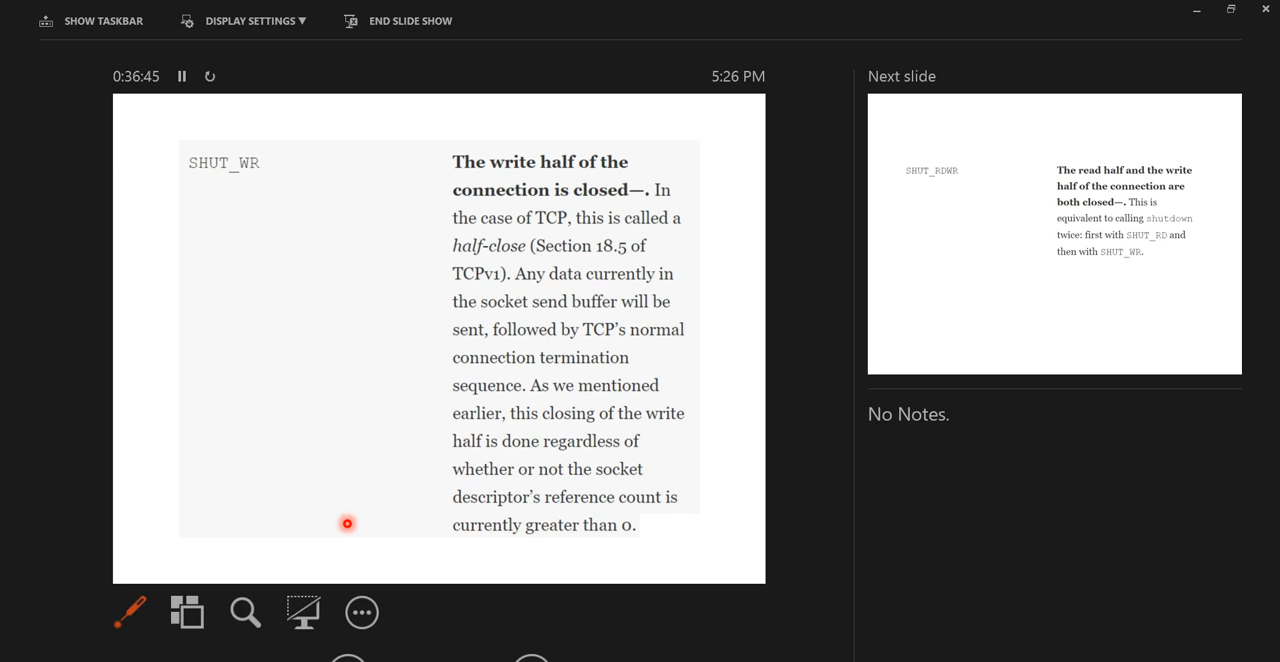 SHOW TASKBAR
DISPLAY SETTINGS ▼
END SLIDE SHOW
0:36:45
5:26 PM
SHUT_WR
The write half of the
connection is closed—. In
the case of TCP, this is called a
half-close (Section 18.5 of
TCPv1). Any data currently in
the socket send buffer will be
sent, followed by TCP's normal
connection termination
sequence. As we mentioned
earlier, this closing of the write
half is done regardless of
whether or not the socket
descriptor's reference count is
currently greater than 0.
Next slide
SHUT_RDWR
The read half and the write
half of the connection are
both closed—. This is
equivalent to calling shutdown
twice: first with SHUT_RD and
then with SHUT_WR.
No Notes.